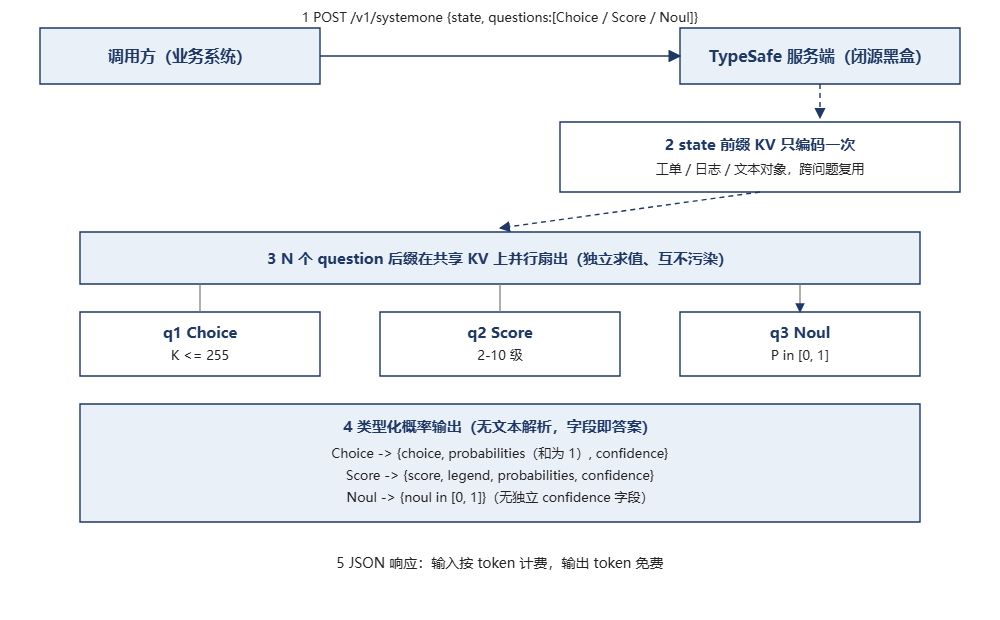 1 POST /v1/systemone {state, questions:[Choice / Score / Noul]}
调用方（业务系统）
TypeSafe 服务端（闭源黑盒）
2 state 前缀 KV 只编码一次
工单 / 日志 / 文本对象，跨问题复用
3 N 个 question 后缀在共享 KV 上并行扇出（独立求值、互不污染）
q1 Choice
K <= 255
q2 Score
2-10 级
q3 Noul
P in [0, 1]
4 类型化概率输出（无文本解析，字段即答案）
Choice -> {choice, probabilities（和为 1）, confidence}
Score -> {score, legend, probabilities, confidence}
Noul -> {noul in [0, 1]}（无独立 confidence 字段）
5 JSON 响应：输入按 token 计费，输出 token 免费